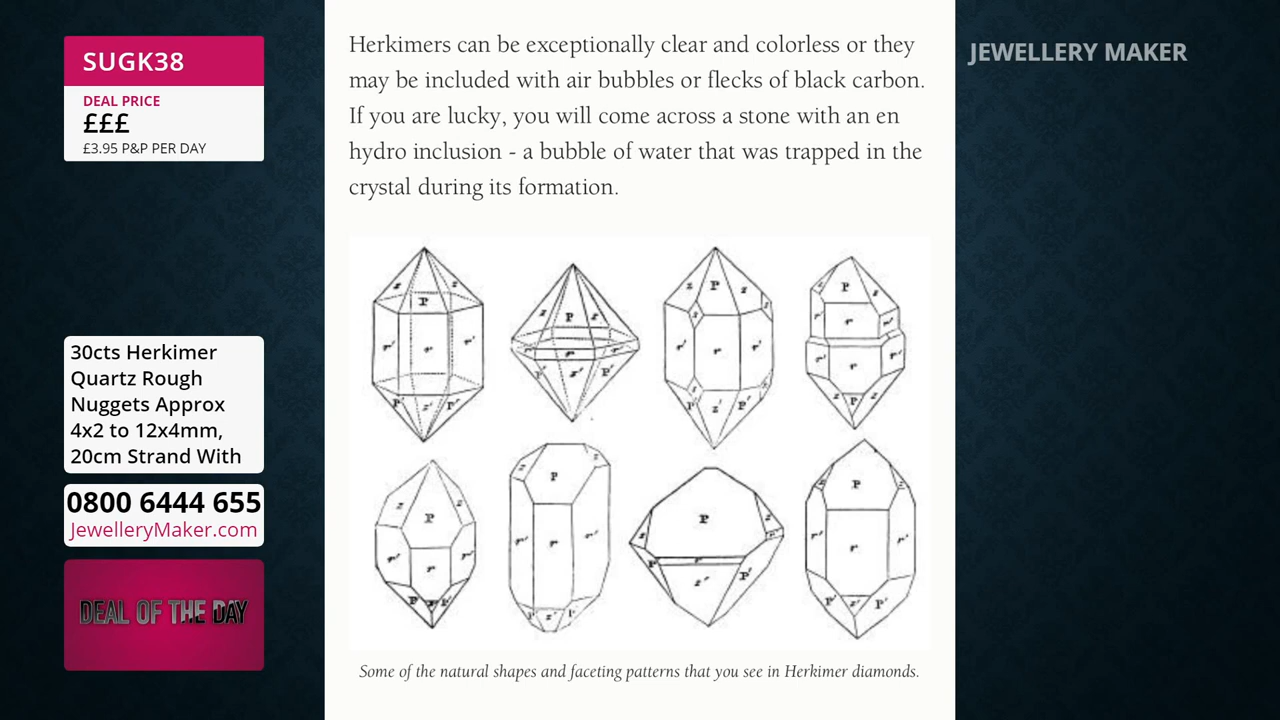 SUGK38
DEAL PRICE
£££
£3.95 P&P PER DAY
30cts Herkimer
Quartz Rough
Nuggets Approx
4x2 to 12x4mm,
20cm Strand With
0800 6444 655
JewelleryMaker.com
DEAL OF THE DAY
Herkimers can be exceptionally clear and colorless or they
may be included with air bubbles or flecks of black carbon.
If you are lucky, you will come across a stone with an en
hydro inclusion - a bubble of water that was trapped in the
crystal during its formation.
Some of the natural shapes and faceting patterns that you see in Herkimer diamonds.
JEWELLERY MAKER